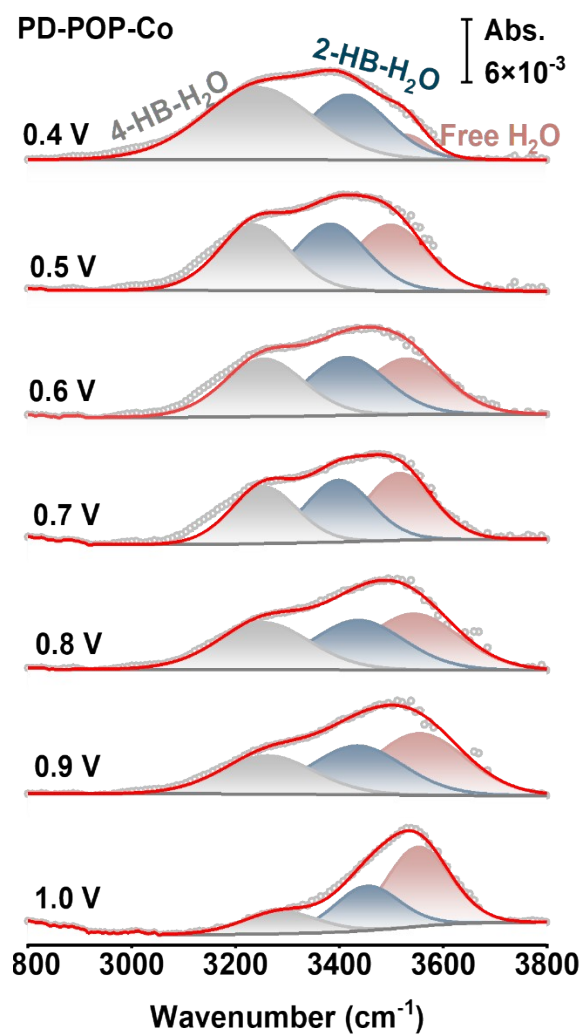 PD-POP-Co
Abs.
6×10⁻³
2-HB-H₂O
4-HB-H₂O
Free H₂O
0.4 V
0.5 V
0.6 V
0.7 V
0.8 V
0.9 V
1.0 V
800 3000 3200 3400 3600 3800
Wavenumber (cm⁻¹)